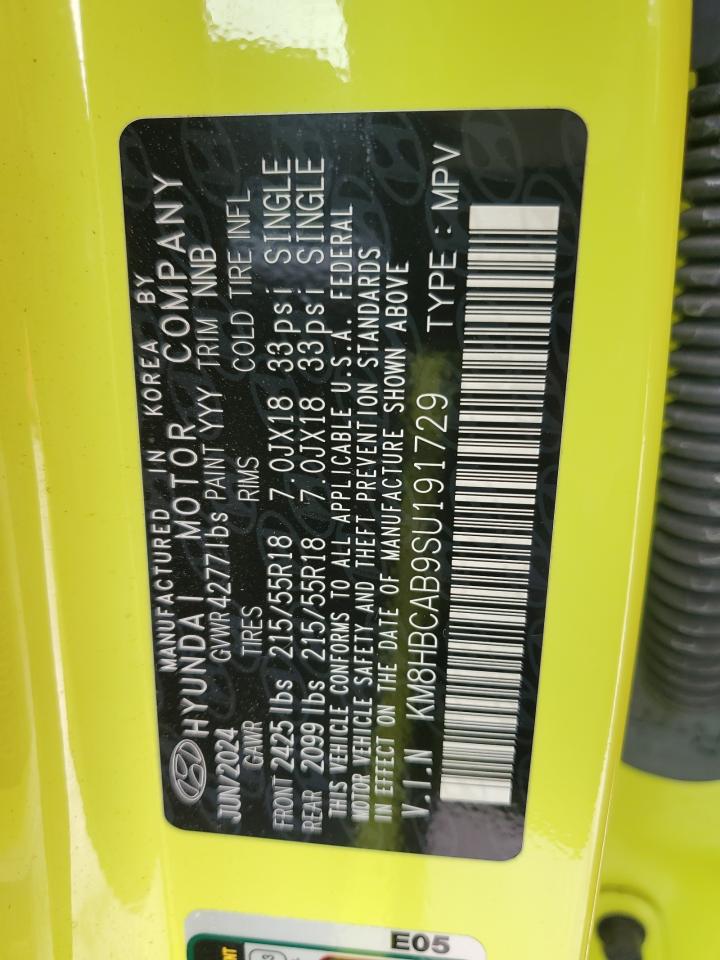 MANUFACTURED IN KOREA BY
HYUNDAI MOTOR COMPANY
JUN/2024 GVWR 4277lbs PAINT YYY TRIM NNB
GAWR TIRES RIMS COLD TIRE INFL
FRONT 2425 lbs 215/55R18 7.0JX18 33psi SINGLE
REAR 2099 lbs 215/55R18 7.0JX18 33psi SINGLE
THIS VEHICLE CONFORMS TO ALL APPLICABLE U.S.A. FEDERAL
MOTOR VEHICLE SAFETY AND THEFT PREVENTION STANDARDS
IN EFFECT ON THE DATE OF MANUFACTURE SHOWN ABOVE
V.I.N KM8HBCAB9SU191729 TYPE : MPV
E05